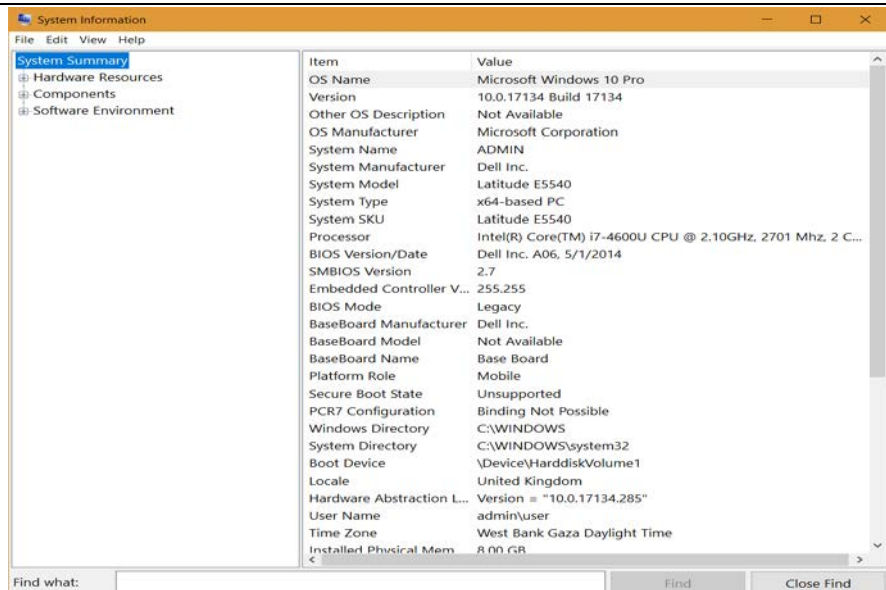 System Information
File Edit View Help
System Summary
Hardware Resources
Components
Software Environment
Item Value
OS Name Microsoft Windows 10 Pro
Version 10.0.17134 Build 17134
Other OS Description Not Available
OS Manufacturer Microsoft Corporation
System Name ADMIN
System Manufacturer Dell Inc.
System Model Latitude E5540
System Type x64-based PC
System SKU Latitude E5540
Processor Intel(R) Core(TM) i7-4600U CPU @ 2.10GHz, 2701 Mhz, 2 C...
BIOS Version/Date Dell Inc. A06, 5/1/2014
SMBIOS Version 2.7
Embedded Controller V... 255.255
BIOS Mode Legacy
BaseBoard Manufacturer Dell Inc.
BaseBoard Model Not Available
BaseBoard Name Base Board
Platform Role Mobile
Secure Boot State Unsupported
PCR7 Configuration Binding Not Possible
Windows Directory C:\WINDOWS
System Directory C:\WINDOWS\system32
Boot Device \Device\HarddiskVolume1
Locale United Kingdom
Hardware Abstraction L... Version = "10.0.17134.285"
User Name admin\user
Time Zone West Bank Gaza Daylight Time
Installed Physical Mem 8.00 GB
Find what: Find Close Find